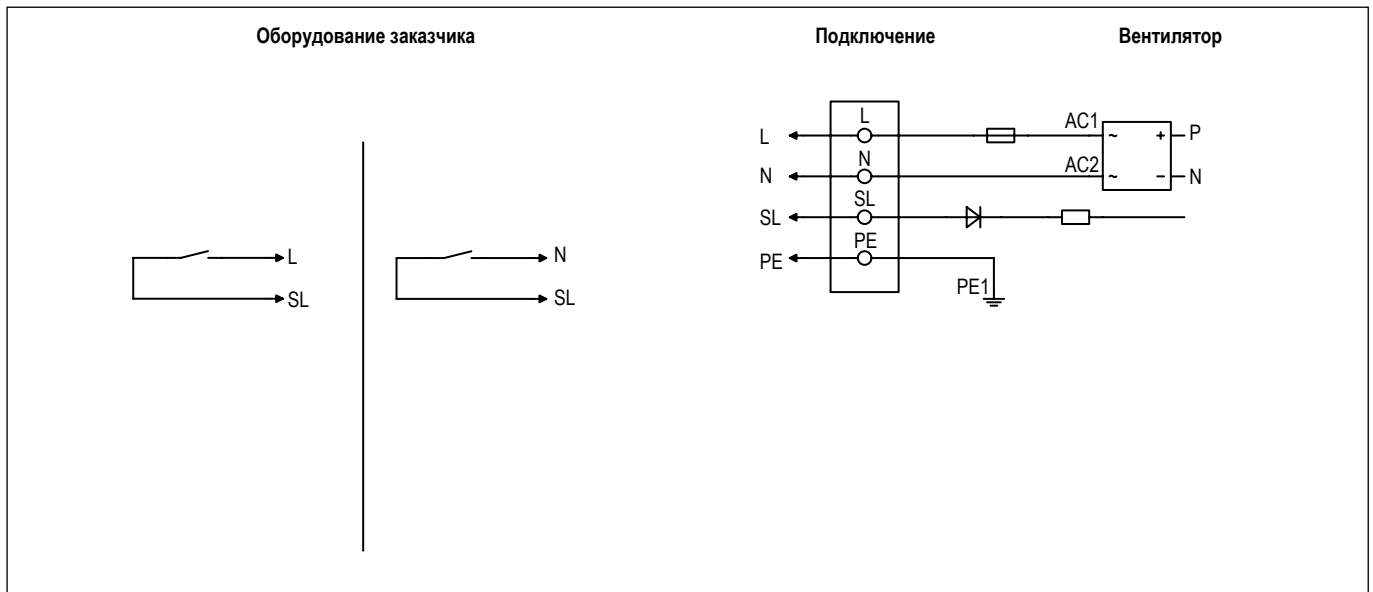 Оборудование заказчика
Подключение
Вентилятор
L
SL
N
SL
L
L
AC1
~
+
P
N
N
AC2
~
−
N
SL
SL
PE
PE
PE1